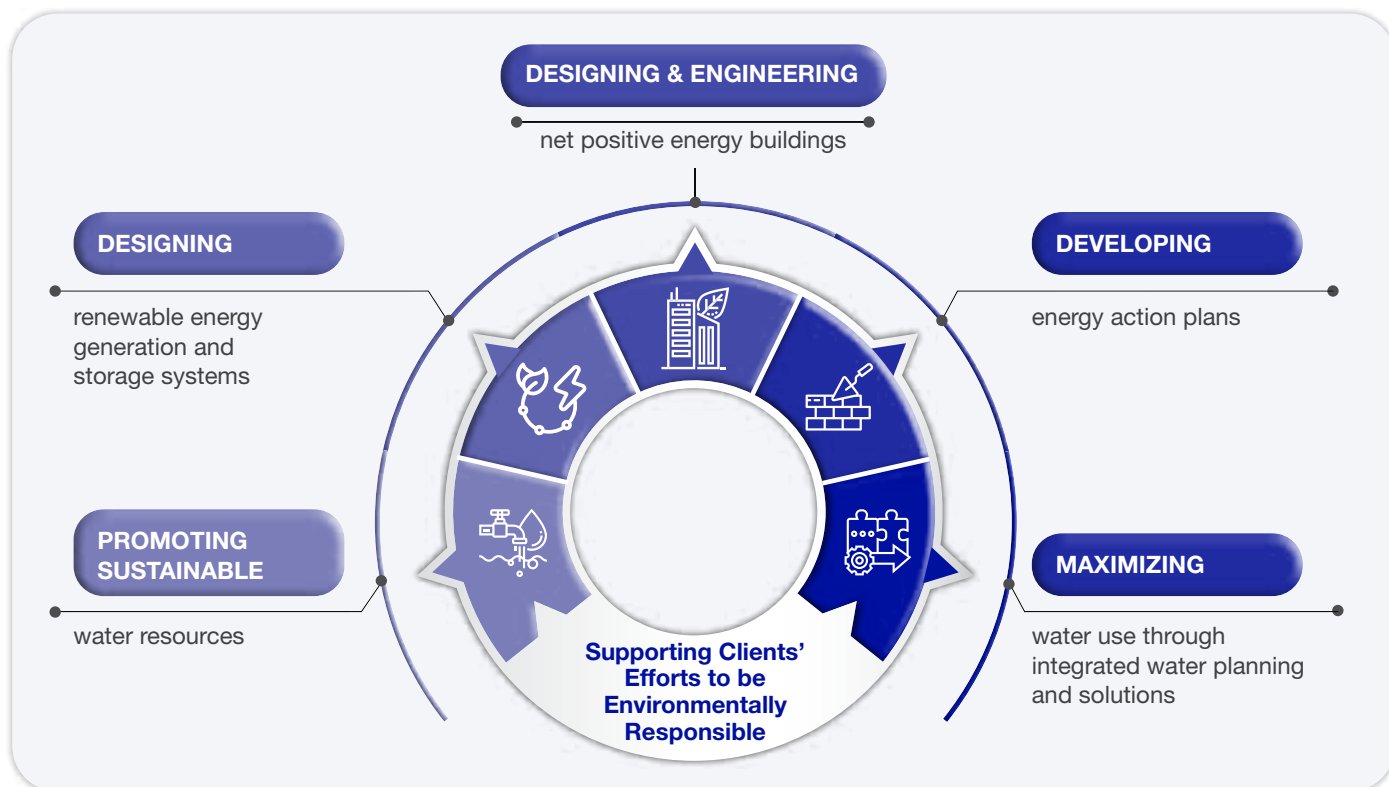 DESIGNING & ENGINEERING
net positive energy buildings
DESIGNING
renewable energy
generation and
storage systems
DEVELOPING
energy action plans
PROMOTING
SUSTAINABLE
water resources
MAXIMIZING
water use through
integrated water planning
and solutions
Supporting Clients’
Efforts to be
Environmentally
Responsible